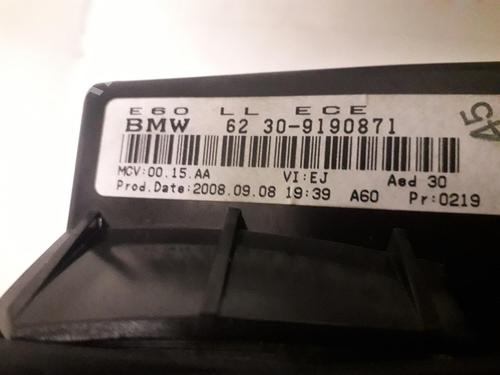 E60 LL ECE
BMW 62 30-9190871
A5
MCV:00.15.AA VI:EJ Aed 30
Prod.Date:2008.09.08 19:39 A60 Pr:0219